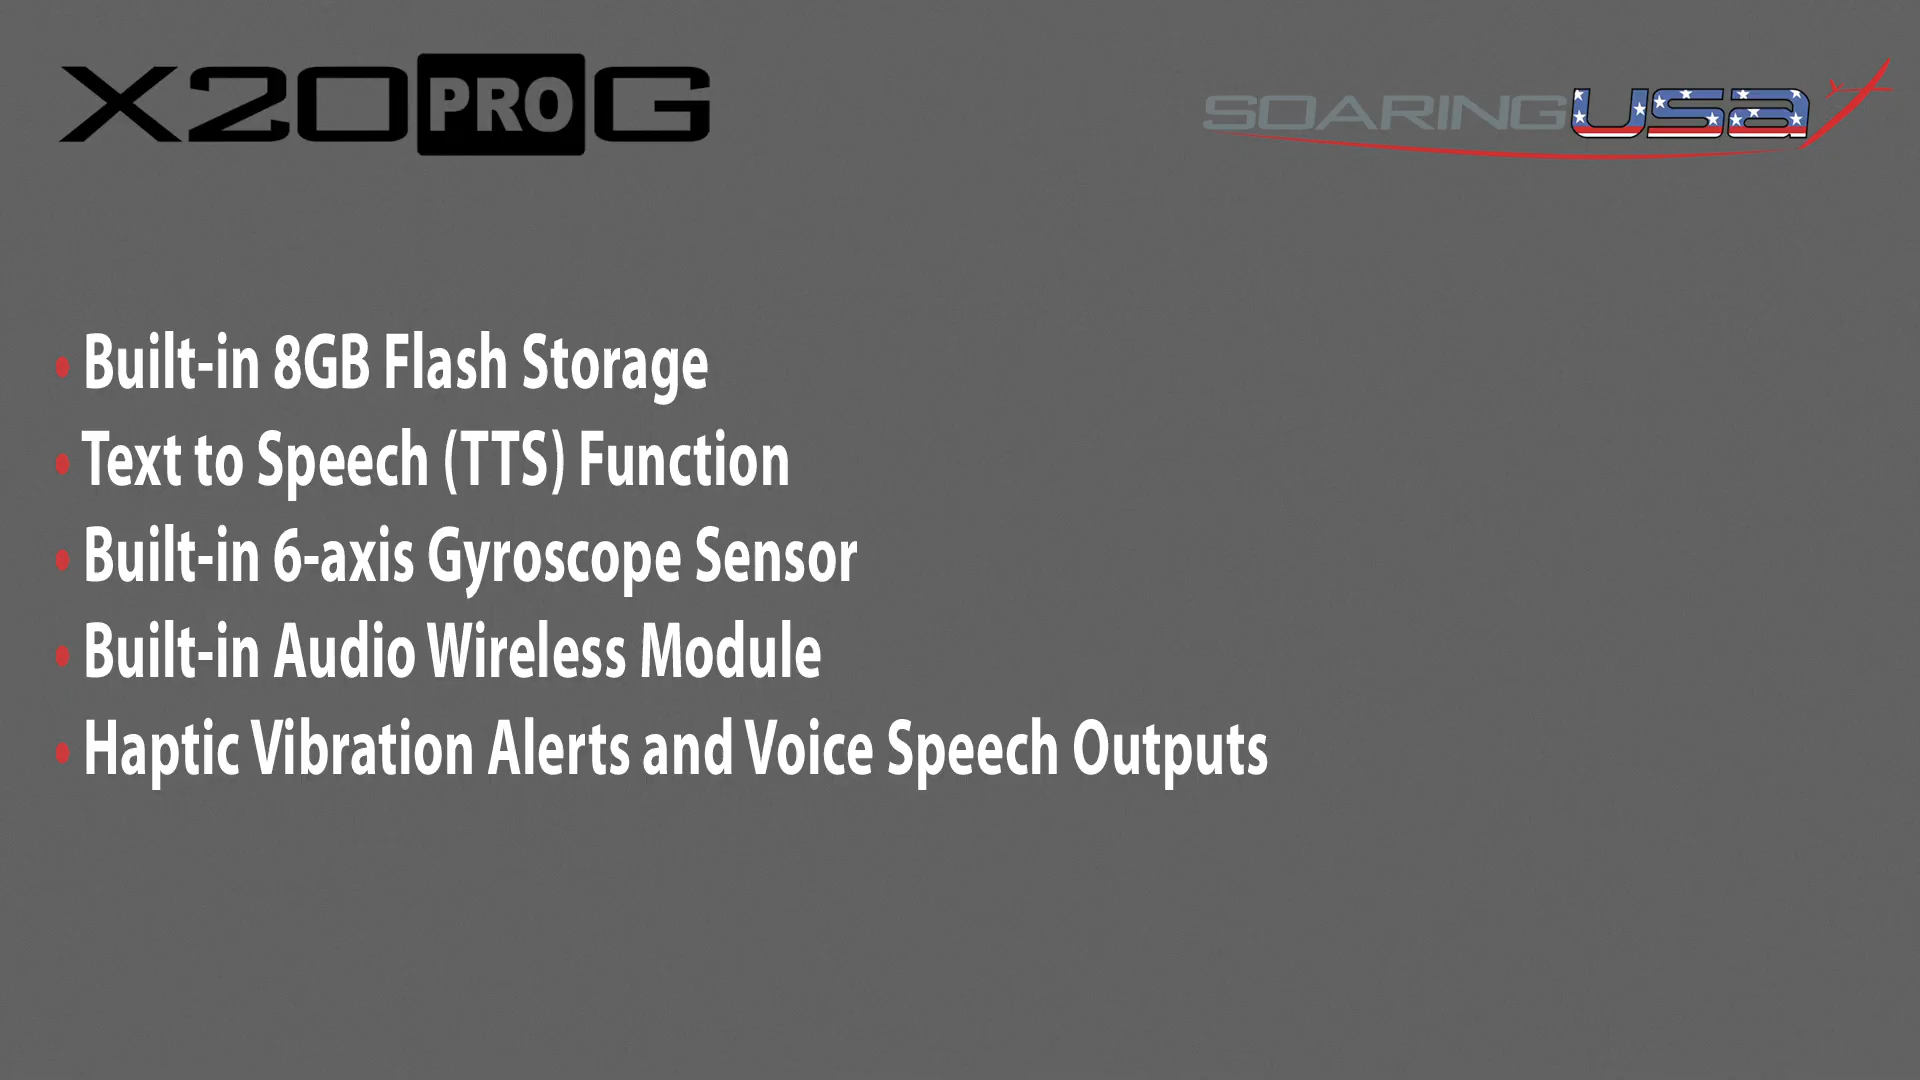 X20 PRO G
SOARING USA
• Built-in 8GB Flash Storage
• Text to Speech (TTS) Function
• Built-in 6-axis Gyroscope Sensor
• Built-in Audio Wireless Module
• Haptic Vibration Alerts and Voice Speech Outputs